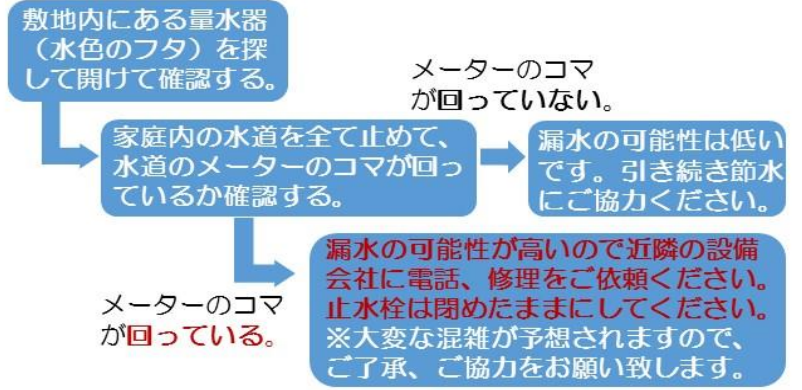 敷地内にある量水器
（水色のフタ）を探
して開けて確認する。
メーターのコマ
が回っていない。
家庭内の水道を全て止めて、
水道のメーターのコマが回っ
ているか確認する。
漏水の可能性は低い
です。引き続き節水
にご協力ください。
メーターのコマ
が回っている。
漏水の可能性が高いので近隣の設備
会社に電話、修理をご依頼ください。
止水栓は閉めたままにしてください。
※大変な混雑が予想されますので、
ご了承、ご協力をお願い致します。